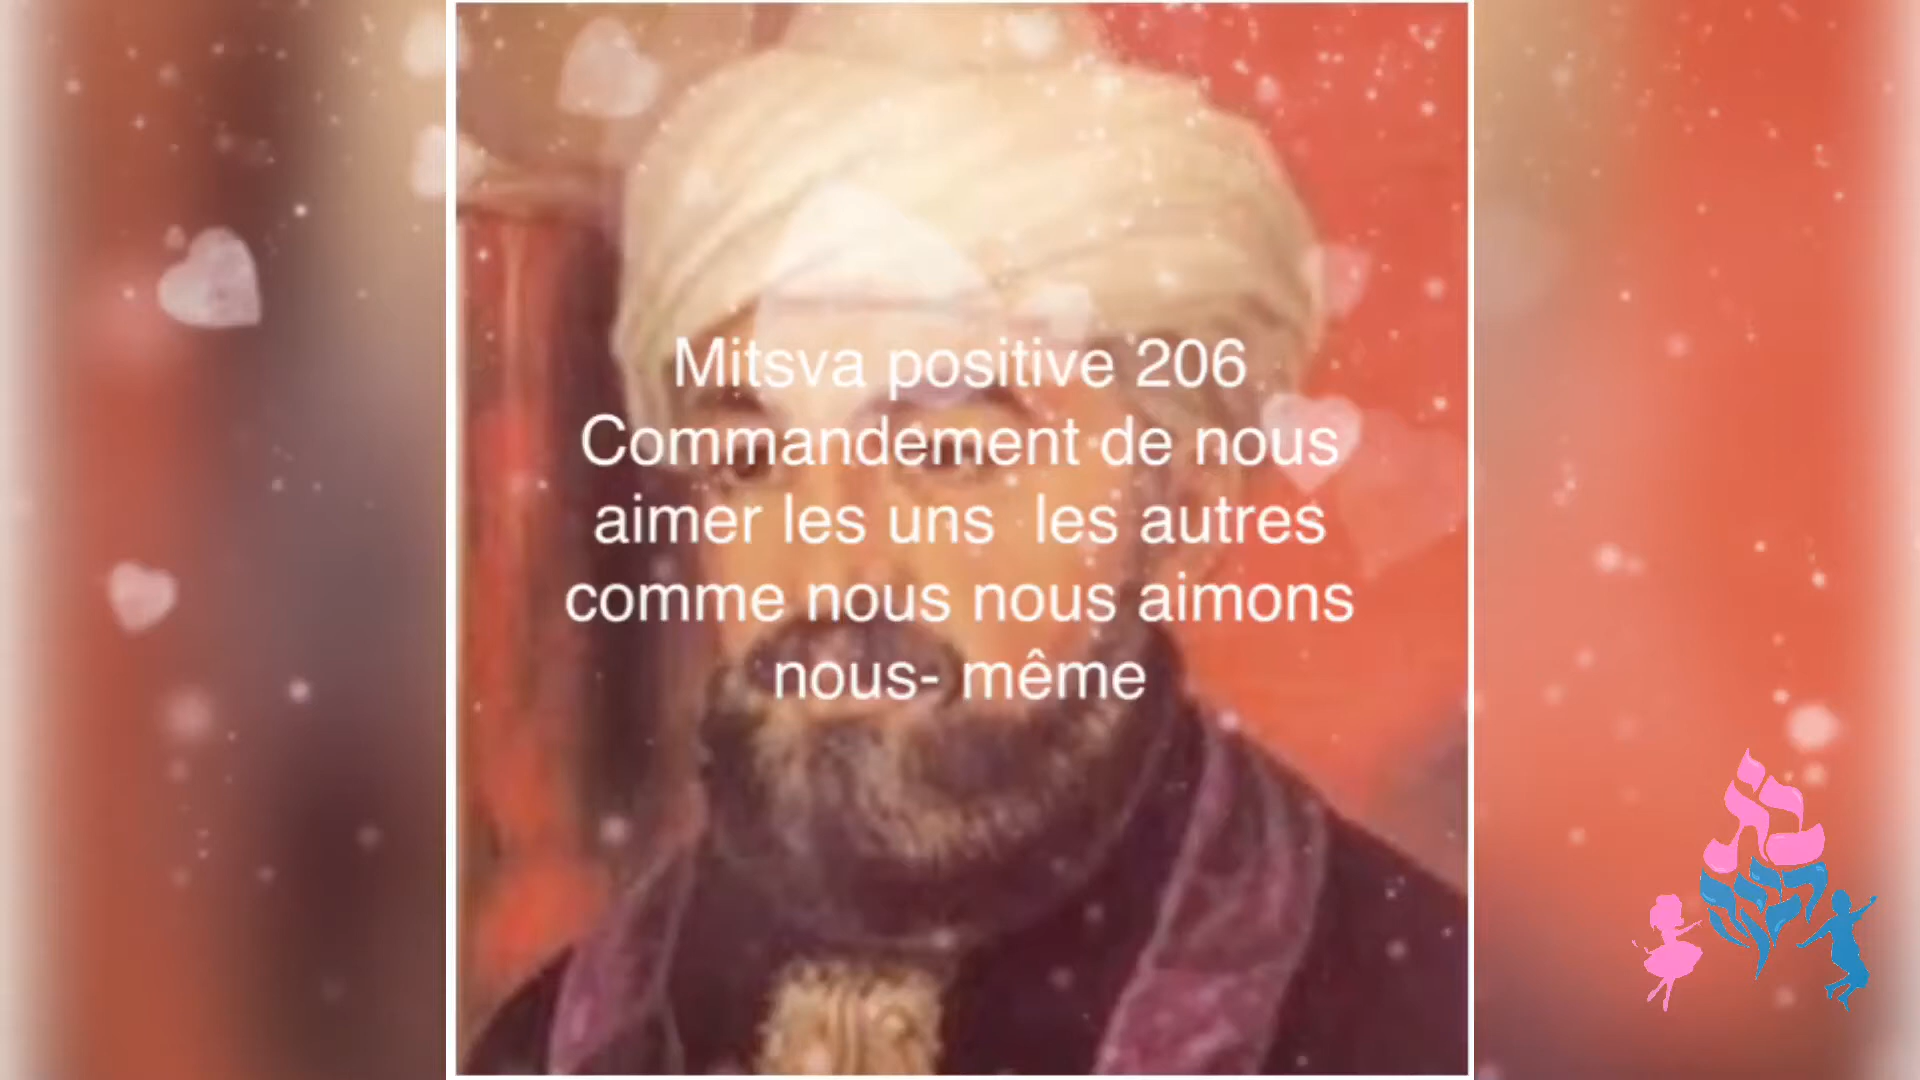 Mitsva positive 206
Commandement de nous
aimer les uns  les autres
comme nous nous aimons
nous- même